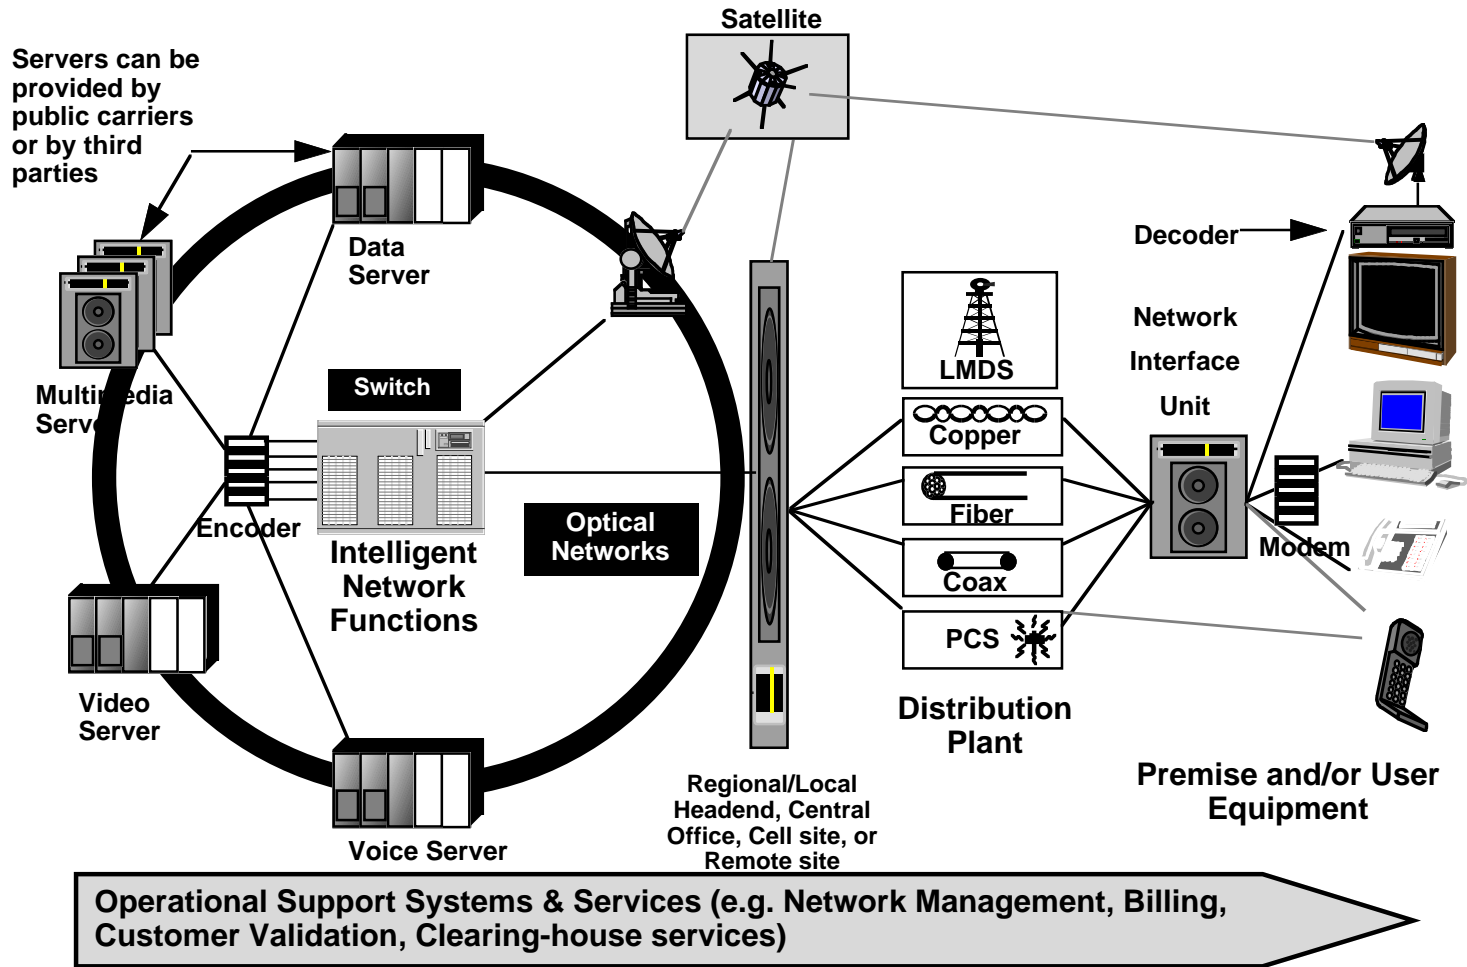 Satellite
Servers can be
provided by
public carriers
or by third
parties
Data
Server
Decoder
Network
Interface
Unit
LMDS
Switch
Multimedia
Server
Copper
Fiber
Encoder
Optical
Networks
Modem
Intelligent
Network
Functions
Coax
PCS
Video
Server
Distribution
Plant
Premise and/or User
Equipment
Regional/Local
Headend, Central
Office, Cell site, or
Remote site
Voice Server
Operational Support Systems & Services (e.g. Network Management, Billing,
Customer Validation, Clearing-house services)